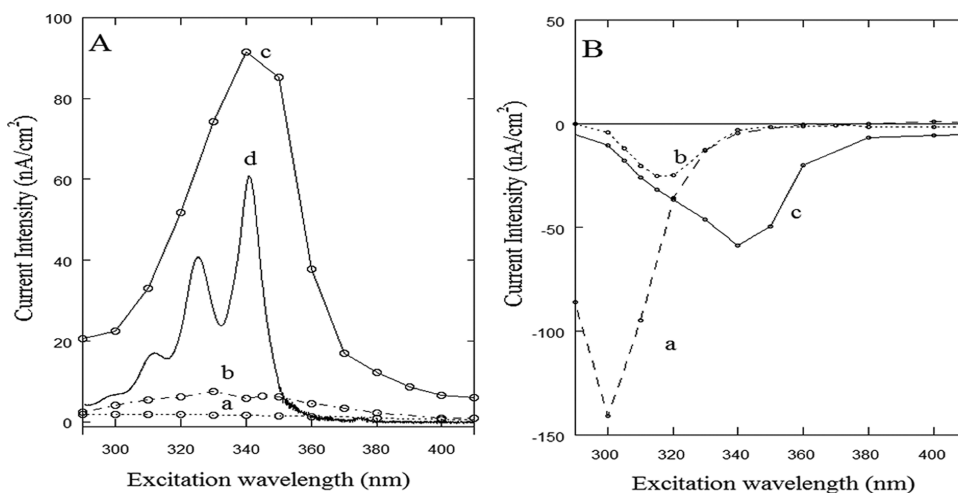 A
c
d
b
a
100
80
60
40
20
0
300 320 340 360 380 400
Current Intensity (nA/cm²)
Excitation wavelength (nm)
B
b
c
a
50
0
-50
-100
-150
300 320 340 360 380 400
Current Intensity (nA/cm²)
Excitation wavelength (nm)